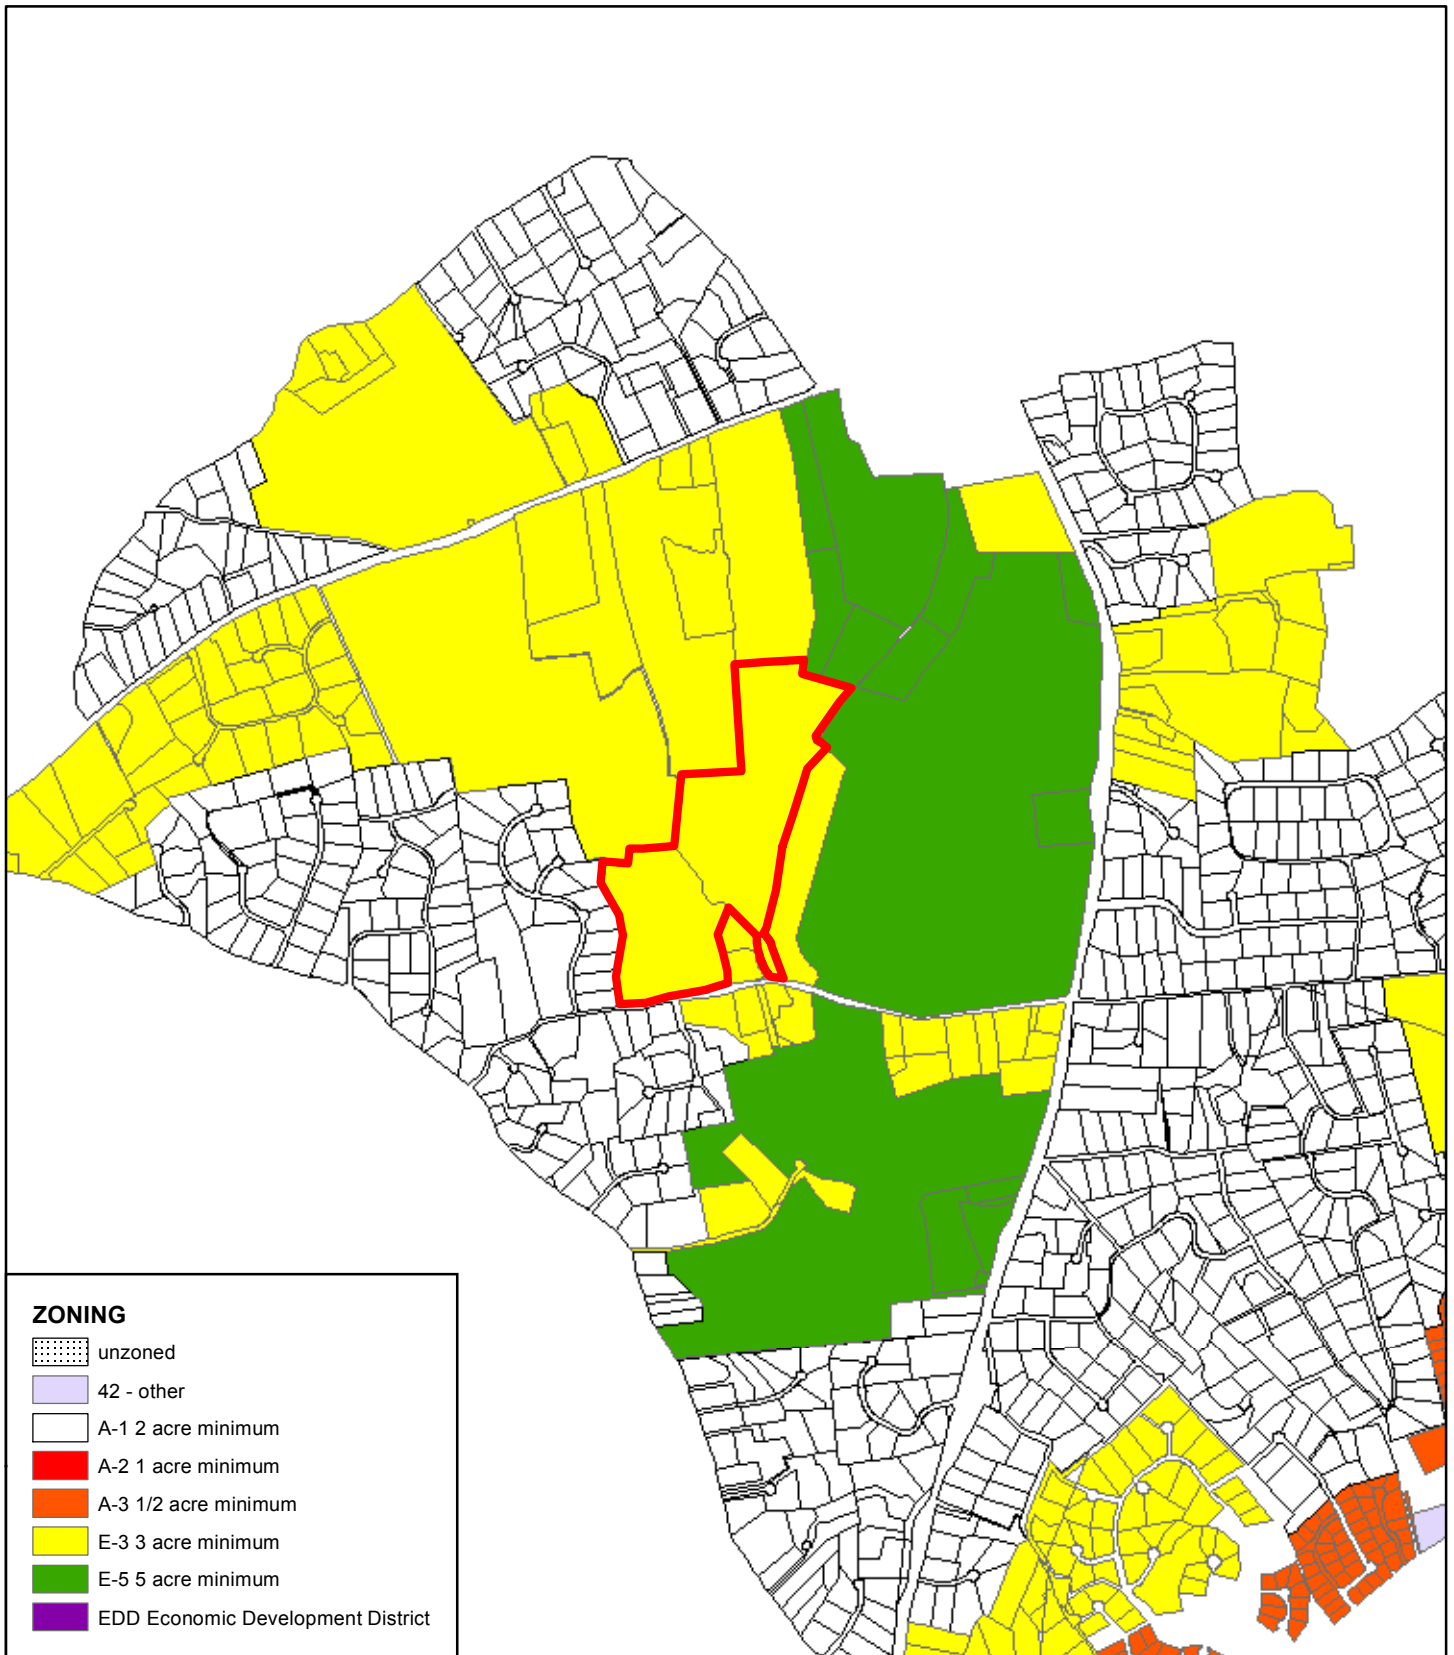 ZONING
unzoned
42 - other
A-1 2 acre minimum
A-2 1 acre minimum
A-3 1/2 acre minimum
E-3 3 acre minimum
E-5 5 acre minimum
EDD Economic Development District